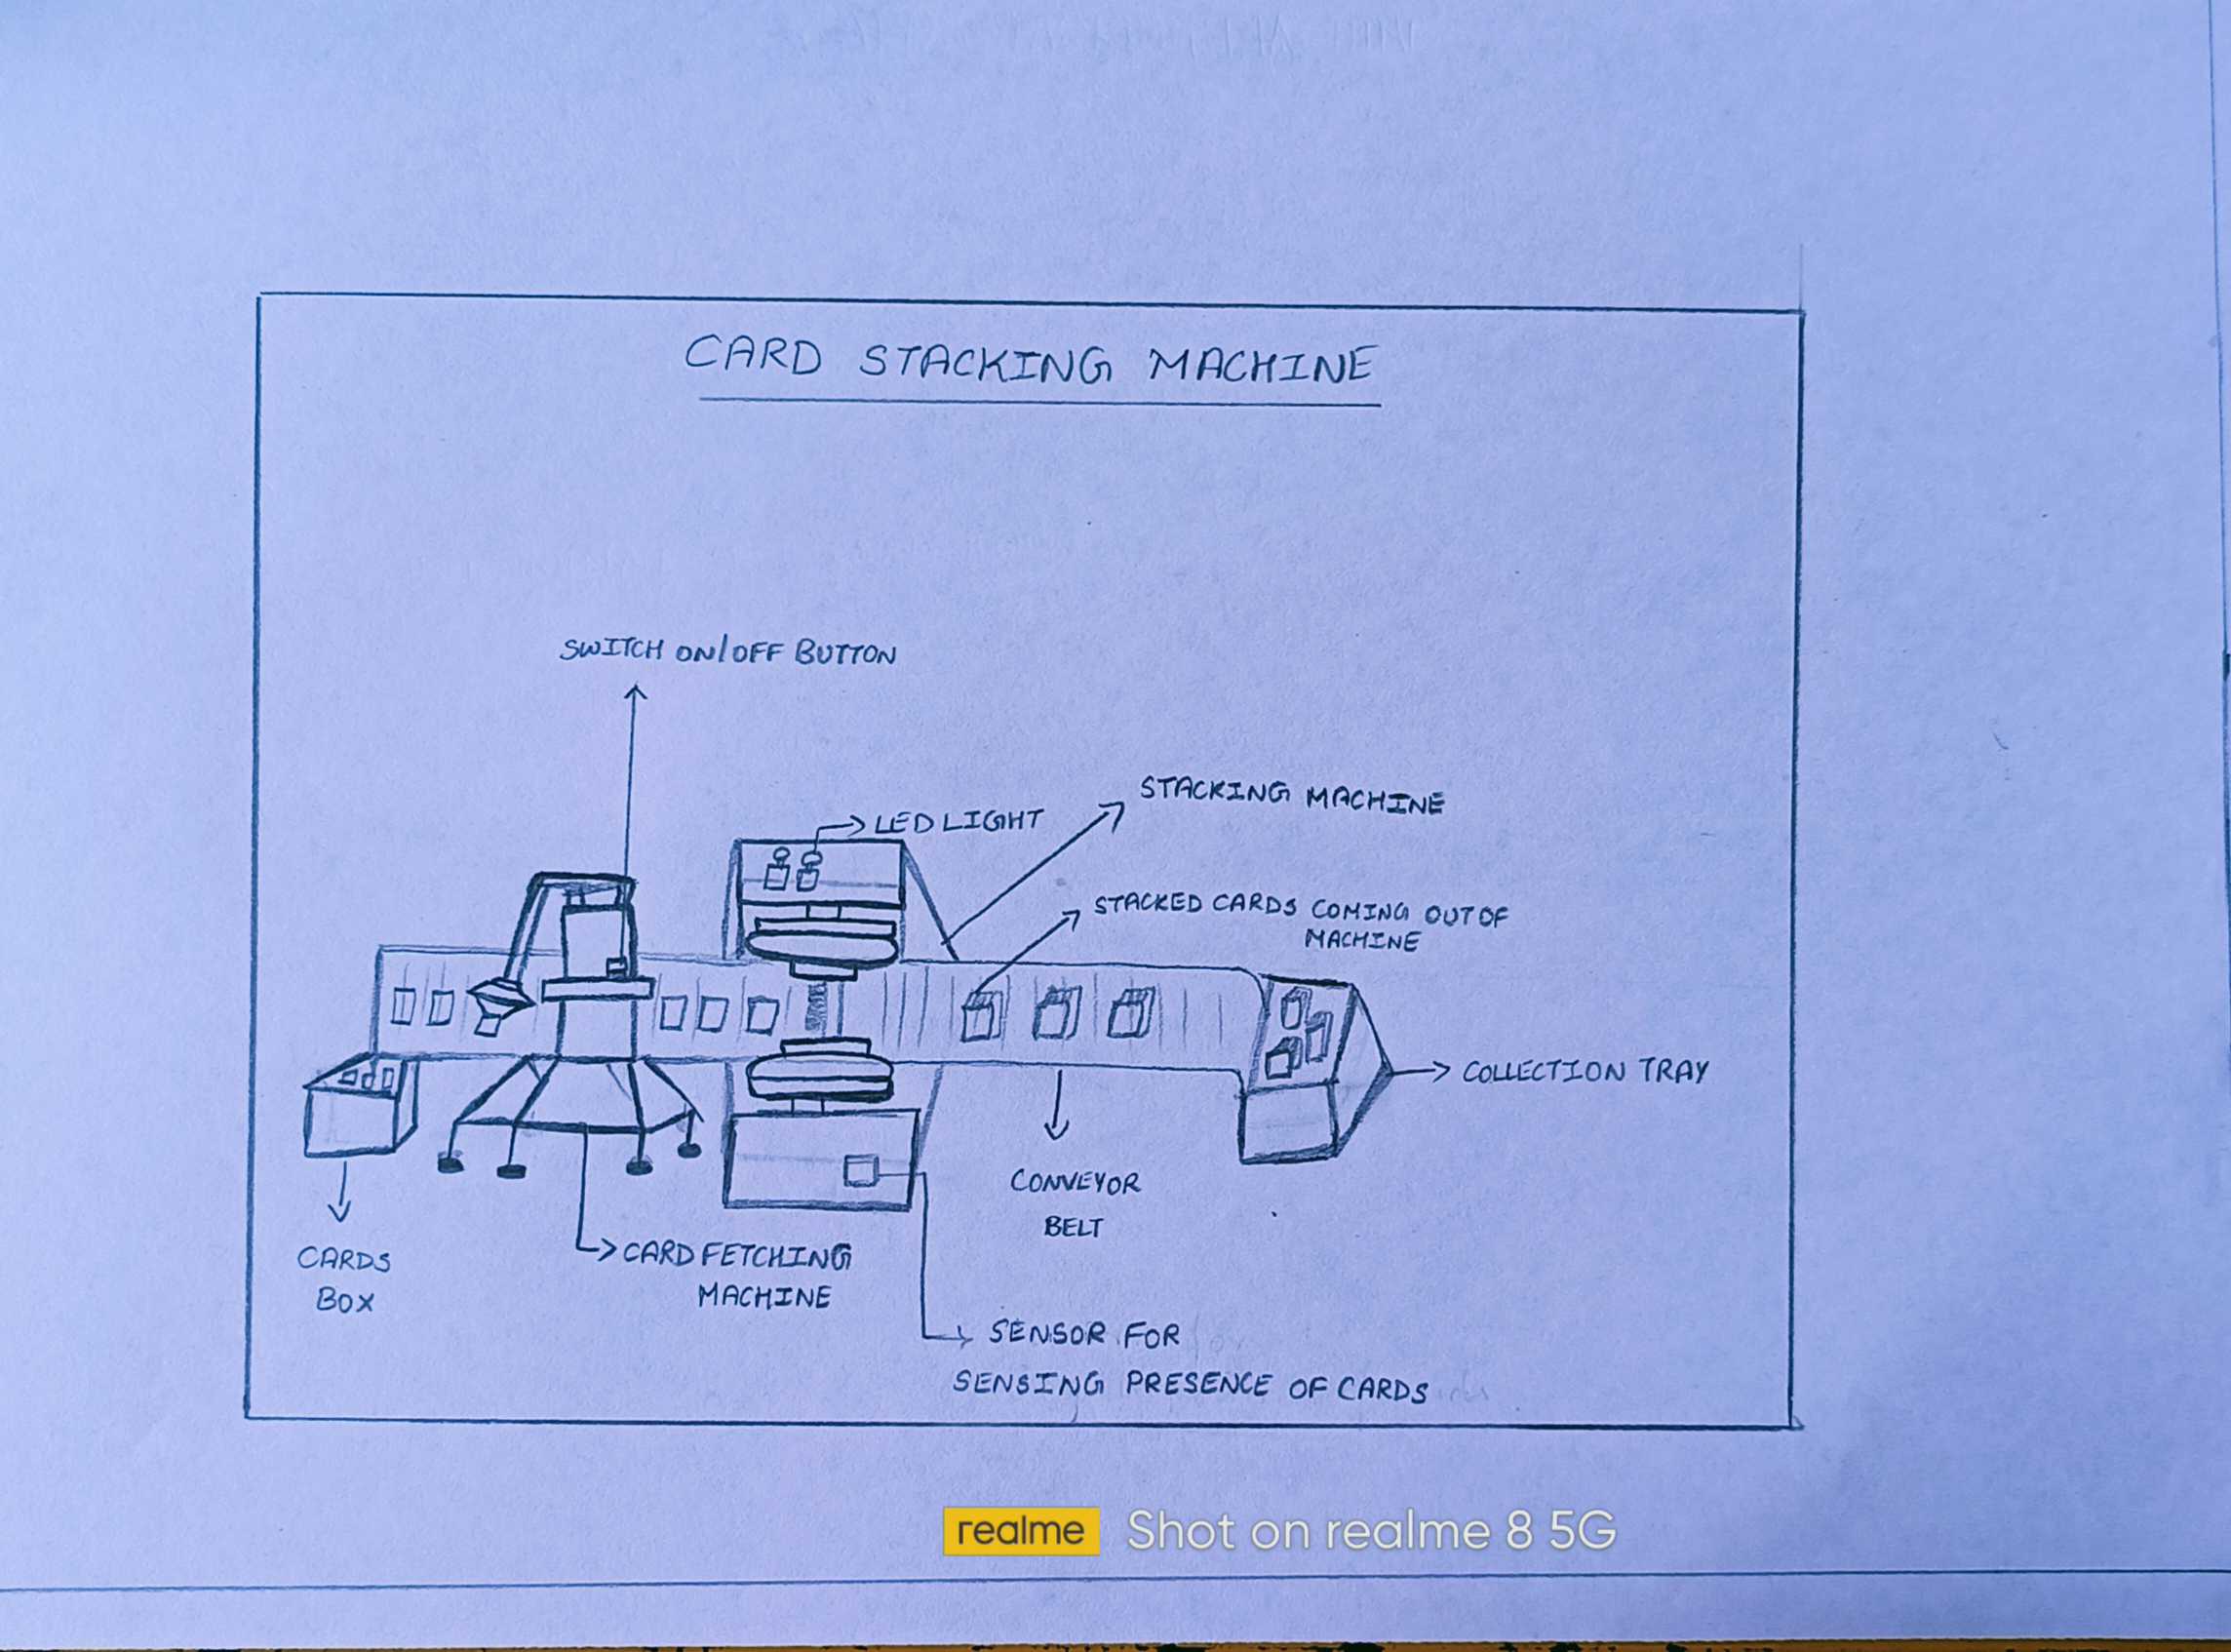 CARD STACKING MACHINE
SWITCH ON/OFF BUTTON
STACKING MACHINE
LED LIGHT
STACKED CARDS COMING OUT OF
MACHINE
COLLECTION TRAY
CONVEYOR
BELT
CARDS
BOX
CARD FETCHING
MACHINE
SENSOR FOR
SENSING PRESENCE OF CARDS
realme Shot on realme 8 5G